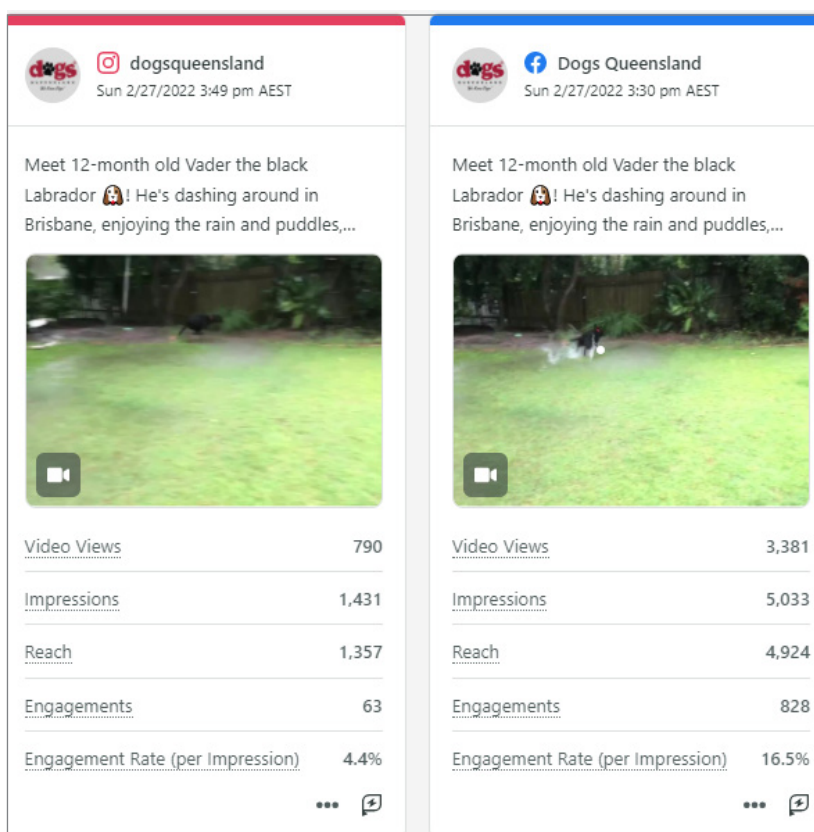 dogsqueensland
Sun 2/27/2022 3:49 pm AEST
Meet 12-month old Vader the black
Labrador 🐶! He's dashing around in
Brisbane, enjoying the rain and puddles,...
Video Views 790
Impressions 1,431
Reach 1,357
Engagements 63
Engagement Rate (per Impression) 4.4%
Dogs Queensland
Sun 2/27/2022 3:30 pm AEST
Meet 12-month old Vader the black
Labrador 🐶! He's dashing around in
Brisbane, enjoying the rain and puddles,...
Video Views 3,381
Impressions 5,033
Reach 4,924
Engagements 828
Engagement Rate (per Impression) 16.5%